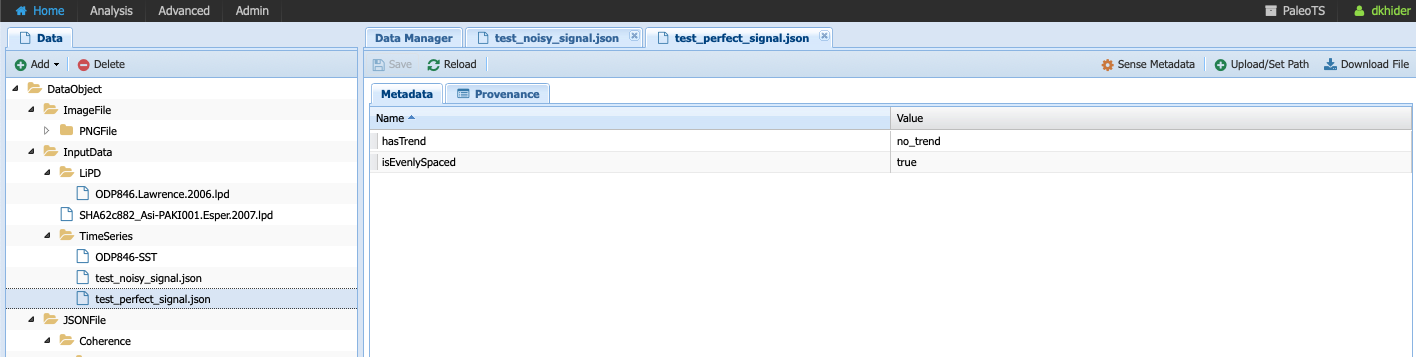 Home Analysis Advanced Admin PaleoTS dkhider
Data
Data Manager test_noisy_signal.json test_perfect_signal.json
Add Delete
Save Reload Sense Metadata Upload/Set Path Download File
DataObject
ImageFile
PNGFile
InputData
LiPD
ODP846.Lawrence.2006.lpd
SHA62c882_Asi-PAKI001.Esper.2007.lpd
TimeSeries
ODP846-SST
test_noisy_signal.json
test_perfect_signal.json
JSONFile
Coherence
Metadata Provenance
Name Value
hasTrend no_trend
isEvenlySpaced true